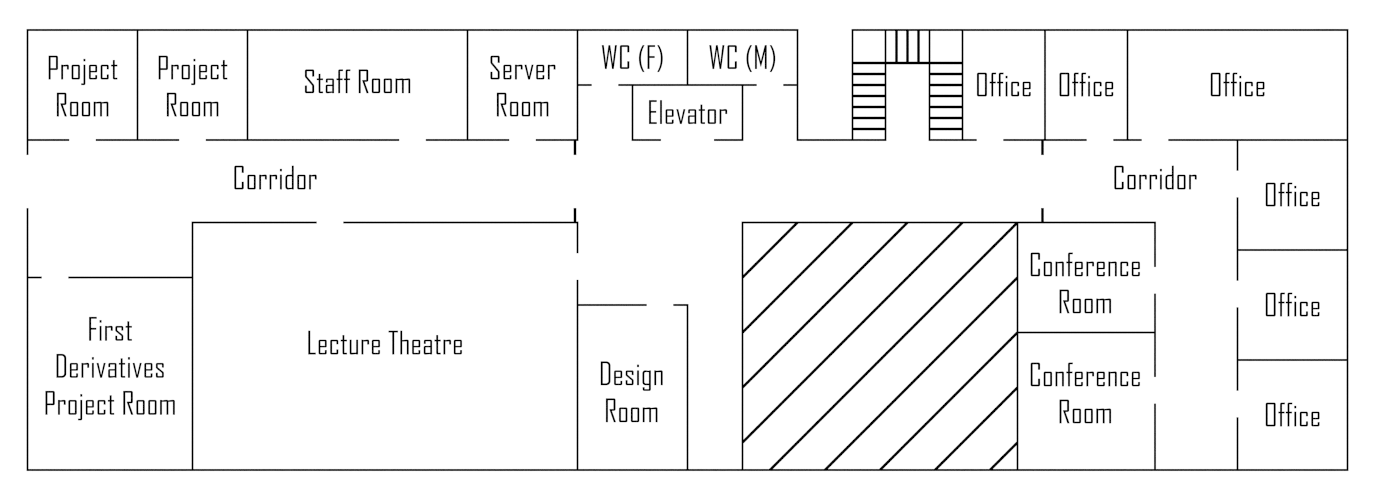 Project
Room
Project
Room
Staff Room
Server
Room
WC (F)
WC (M)
Elevator
Office
Office
Office
Corridor
Corridor
Office
First
Derivatives
Project Room
Lecture Theatre
Design
Room
Conference
Room
Conference
Room
Office
Office